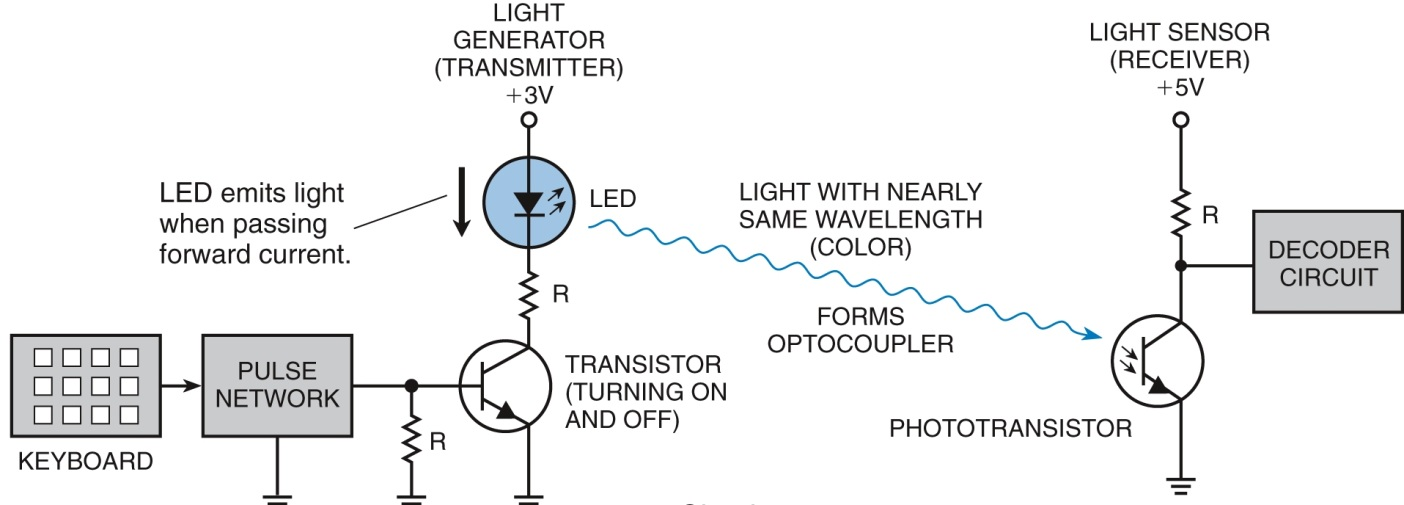 LIGHT
GENERATOR
(TRANSMITTER)
+3V
LIGHT SENSOR
(RECEIVER)
+5V
LED emits light
when passing
forward current.
LED
LIGHT WITH NEARLY
SAME WAVELENGTH
(COLOR)
FORMS
OPTOCOUPLER
R
DECODER
CIRCUIT
R
KEYBOARD
PULSE
NETWORK
R
TRANSISTOR
(TURNING ON
AND OFF)
PHOTOTRANSISTOR